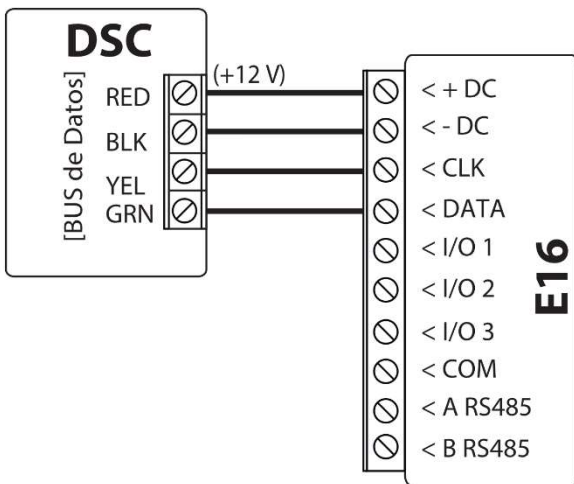 DSC
[BUS de Datos]
RED
BLK
YEL
GRN
(+12 V)
< + DC
< - DC
< CLK
< DATA
< I/O 1
< I/O 2
< I/O 3
< COM
< A RS485
< B RS485
E16